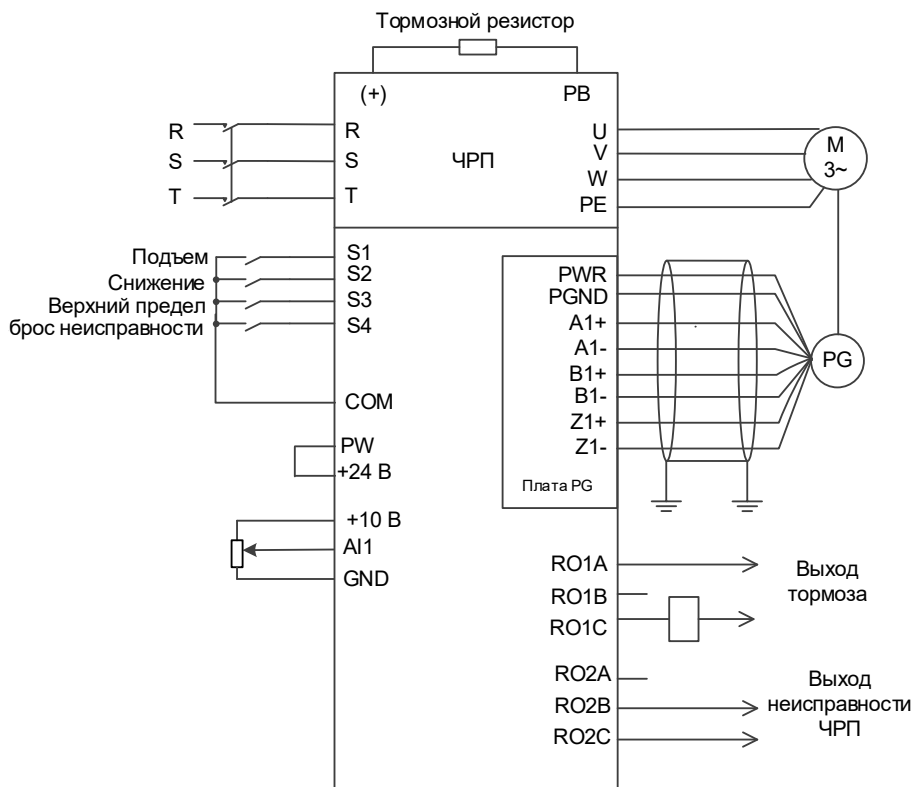 Тормозной резистор
(+)
PB
R
S
T
R
S
T
ЧРП
U
V
W
PE
M
3~
Подъем
Снижение
Верхний предел
брос неисправности
S1
S2
S3
S4
COM
PW
+24 В
+10 В
AI1
GND
PWR
PGND
A1+
A1-
B1+
B1-
Z1+
Z1-
Плата PG
PG
RO1A
RO1B
RO1C
Выход
тормоза
RO2A
RO2B
RO2C
Выход
неисправности
ЧРП